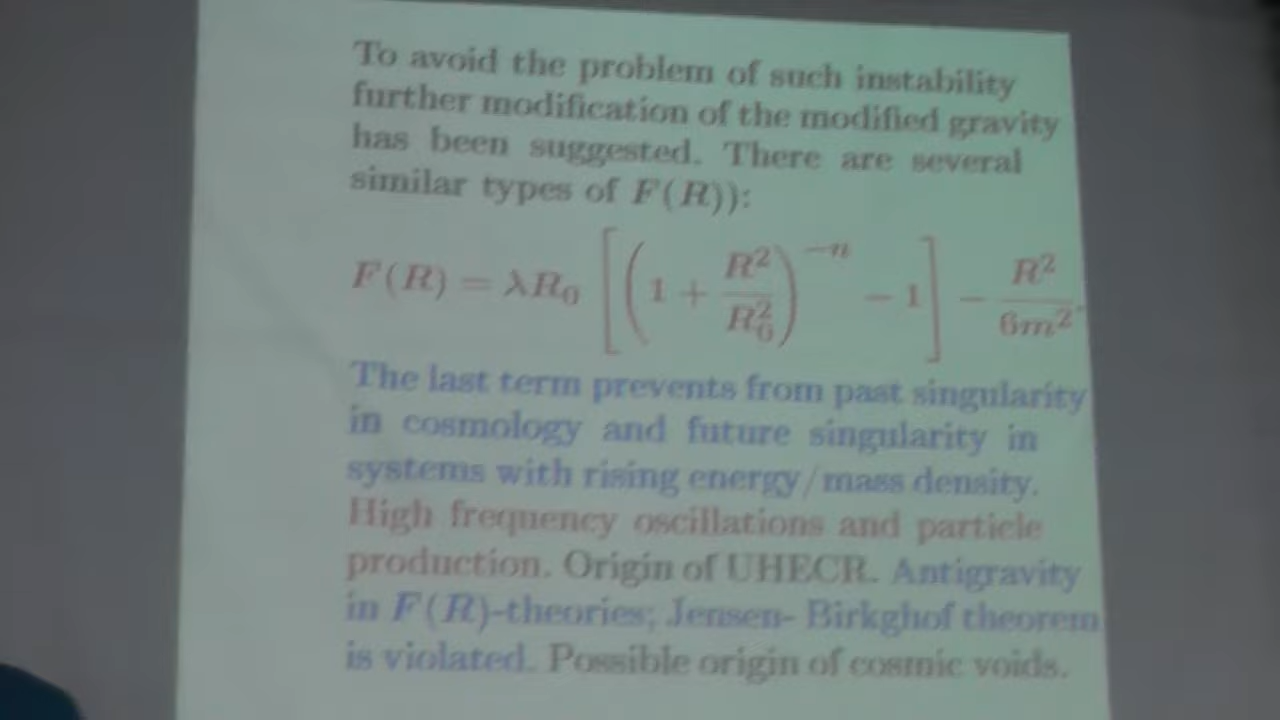 To avoid the problem of such instability
further modification of the modified gravity
has been suggested. There are several
similar types of F(R)):
F(R) = λR₀ [(1 + R²/R₀²)⁻ⁿ − 1] − R²/6m².
The last term prevents from past singularity
in cosmology and future singularity in
systems with rising energy/mass density.
High frequency oscillations and particle
production. Origin of UHECR. Antigravity
in F(R)-theories; Jensen- Birkghof theorem
is violated. Possible origin of cosmic voids.